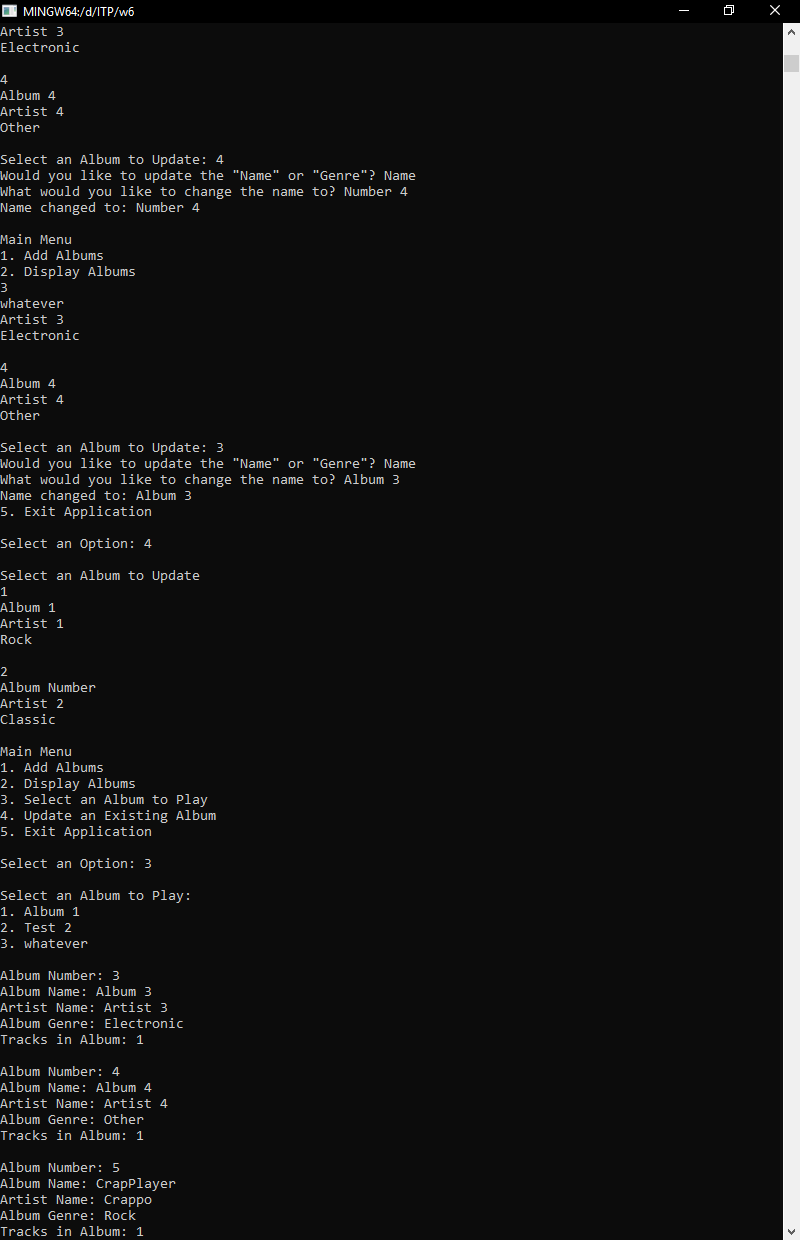 MINGW64:/d/ITP/w6
Artist 3
Electronic
4
Album 4
Artist 4
Other
Select an Album to Update: 4
Would you like to update the "Name" or "Genre"? Name
What would you like to change the name to? Number 4
Name changed to: Number 4
Main Menu
1. Add Albums
2. Display Albums
3
whatever
Artist 3
Electronic
4
Album 4
Artist 4
Other
Select an Album to Update: 3
Would you like to update the "Name" or "Genre"? Name
What would you like to change the name to? Album 3
Name changed to: Album 3
5. Exit Application
Select an Option: 4
Select an Album to Update
1
Album 1
Artist 1
Rock
2
Album Number
Artist 2
Classic
Main Menu
1. Add Albums
2. Display Albums
3. Select an Album to Play
4. Update an Existing Album
5. Exit Application
Select an Option: 3
Select an Album to Play:
1. Album 1
2. Test 2
3. whatever
Album Number: 3
Album Name: Album 3
Artist Name: Artist 3
Album Genre: Electronic
Tracks in Album: 1
Album Number: 4
Album Name: Album 4
Artist Name: Artist 4
Album Genre: Other
Tracks in Album: 1
Album Number: 5
Album Name: CrapPlayer
Artist Name: Crappo
Album Genre: Rock
Tracks in Album: 1